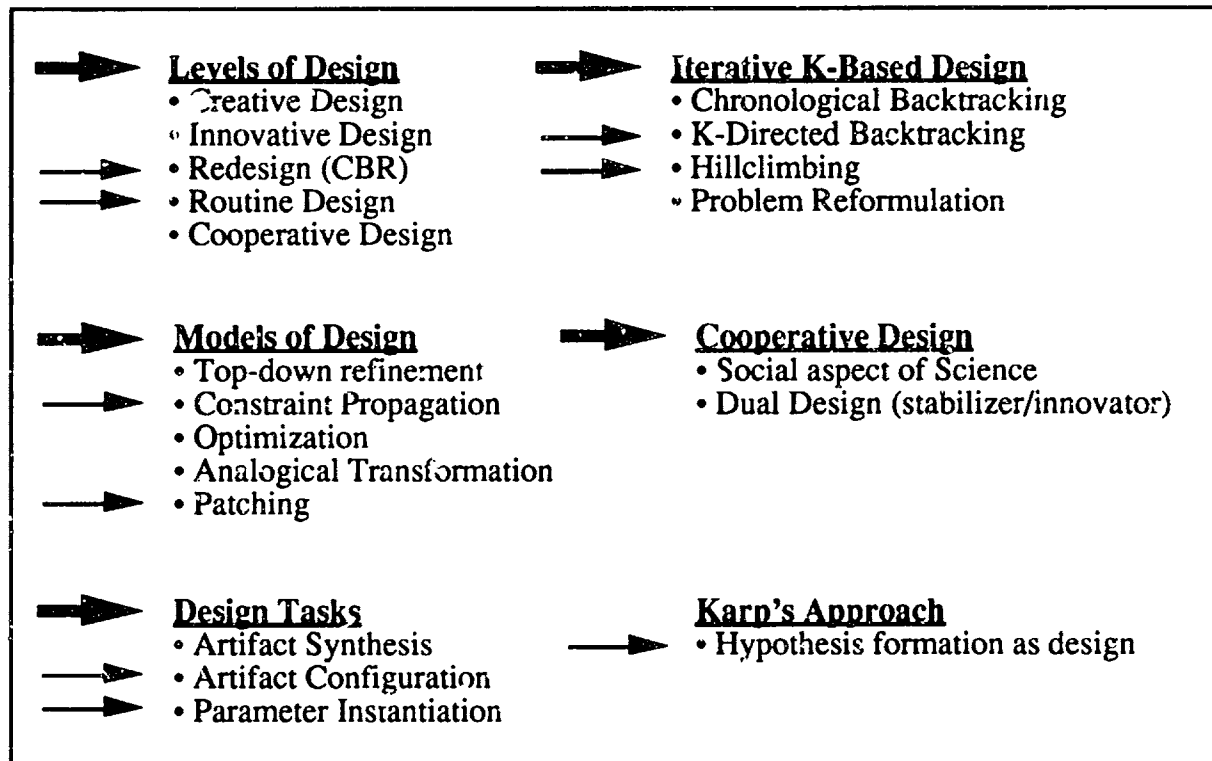 Levels of Design
• Creative Design
• Innovative Design
• Redesign (CBR)
• Routine Design
• Cooperative Design
Iterative K-Based Design
• Chronological Backtracking
• K-Directed Backtracking
• Hillclimbing
• Problem Reformulation
Models of Design
• Top-down refinement
• Constraint Propagation
• Optimization
• Analogical Transformation
• Patching
Cooperative Design
• Social aspect of Science
• Dual Design (stabilizer/innovator)
Design Tasks
• Artifact Synthesis
• Artifact Configuration
• Parameter Instantiation
Karp's Approach
• Hypothesis formation as design